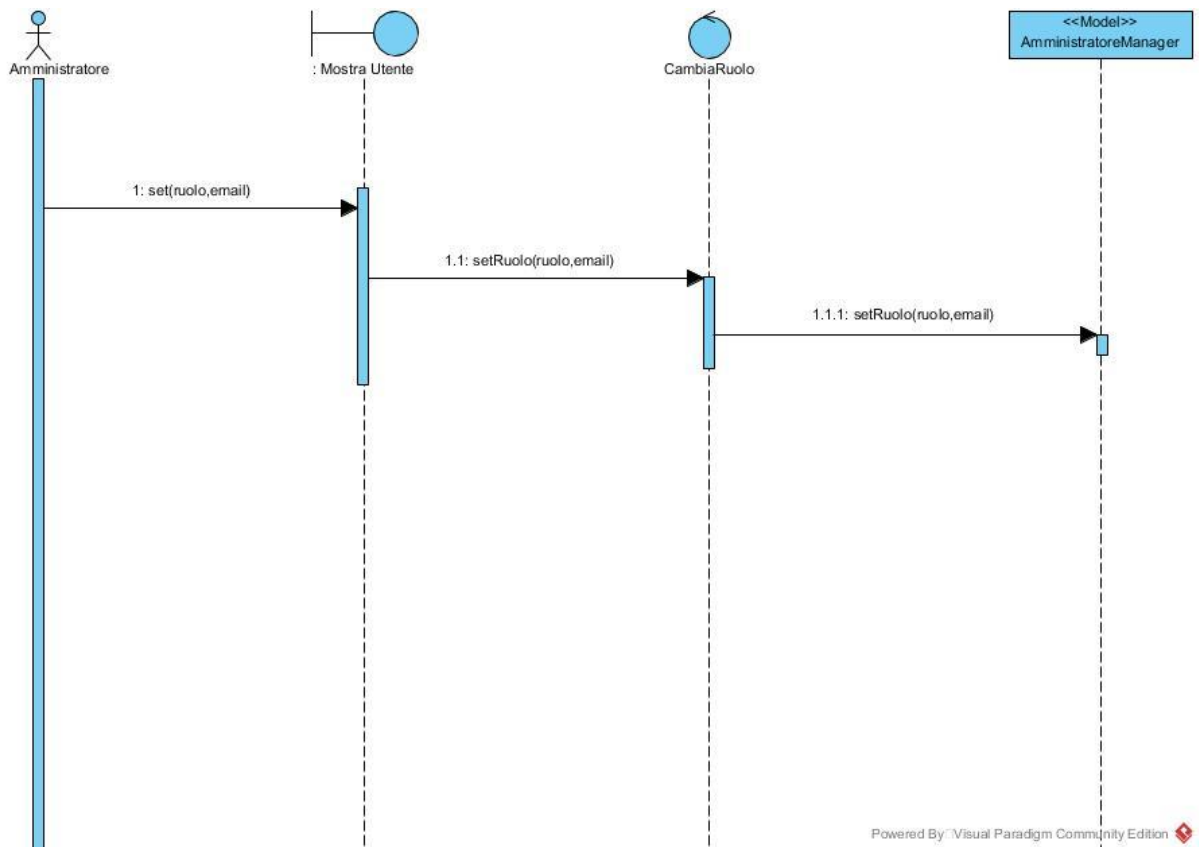 <<Model>>
AmministratoreManager
Amministratore
: Mostra Utente
CambiaRuolo
1: set(ruolo,email)
1.1: setRuolo(ruolo,email)
1.1.1: setRuolo(ruolo,email)
Powered By Visual Paradigm Community Edition